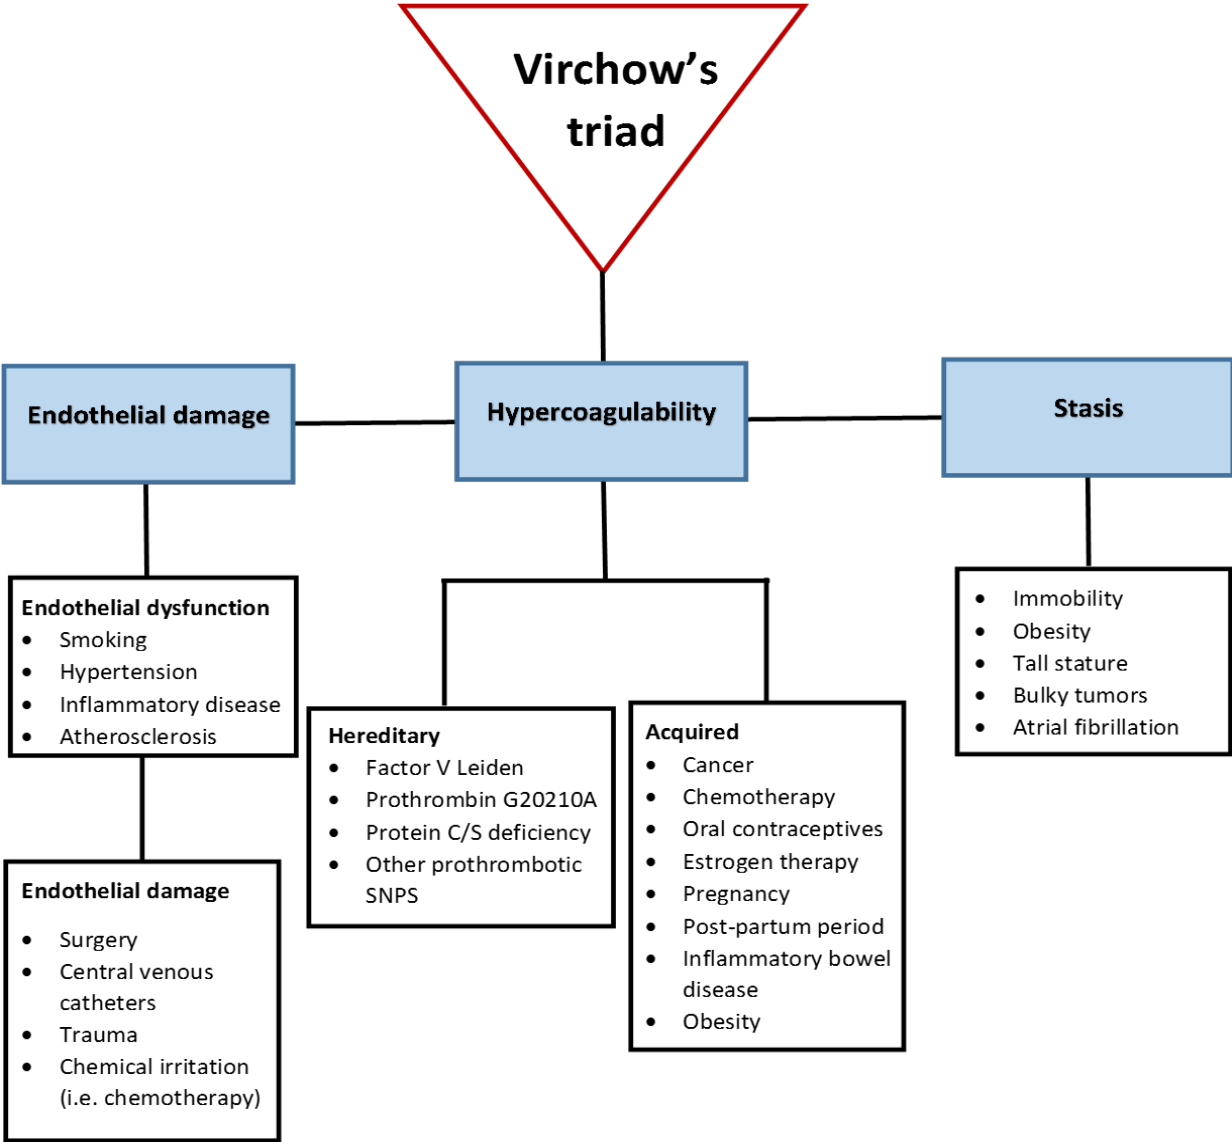 Virchow’s
triad
Endothelial damage
Hypercoagulability
Stasis
Endothelial dysfunction
• Smoking
• Hypertension
• Inflammatory disease
• Atherosclerosis
Endothelial damage
• Surgery
• Central venous
catheters
• Trauma
• Chemical irritation
(i.e. chemotherapy)
Hereditary
• Factor V Leiden
• Prothrombin G20210A
• Protein C/S deficiency
• Other prothrombotic
SNPS
Acquired
• Cancer
• Chemotherapy
• Oral contraceptives
• Estrogen therapy
• Pregnancy
• Post-partum period
• Inflammatory bowel
disease
• Obesity
• Immobility
• Obesity
• Tall stature
• Bulky tumors
• Atrial fibrillation